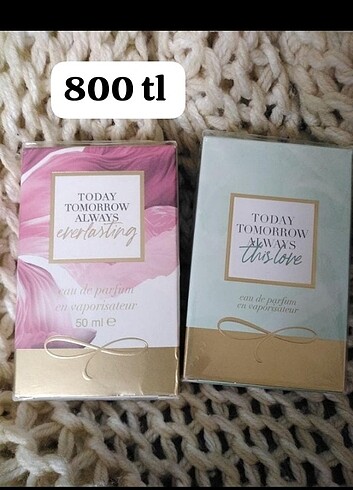 800 tl
TODAY
TOMORROW
ALWAYS
everlasting
eau de parfum
en vaporisateur
50 ml e
TODAY
TOMORROW
ALWAYS
this love
eau de parfum
en vaporisateur